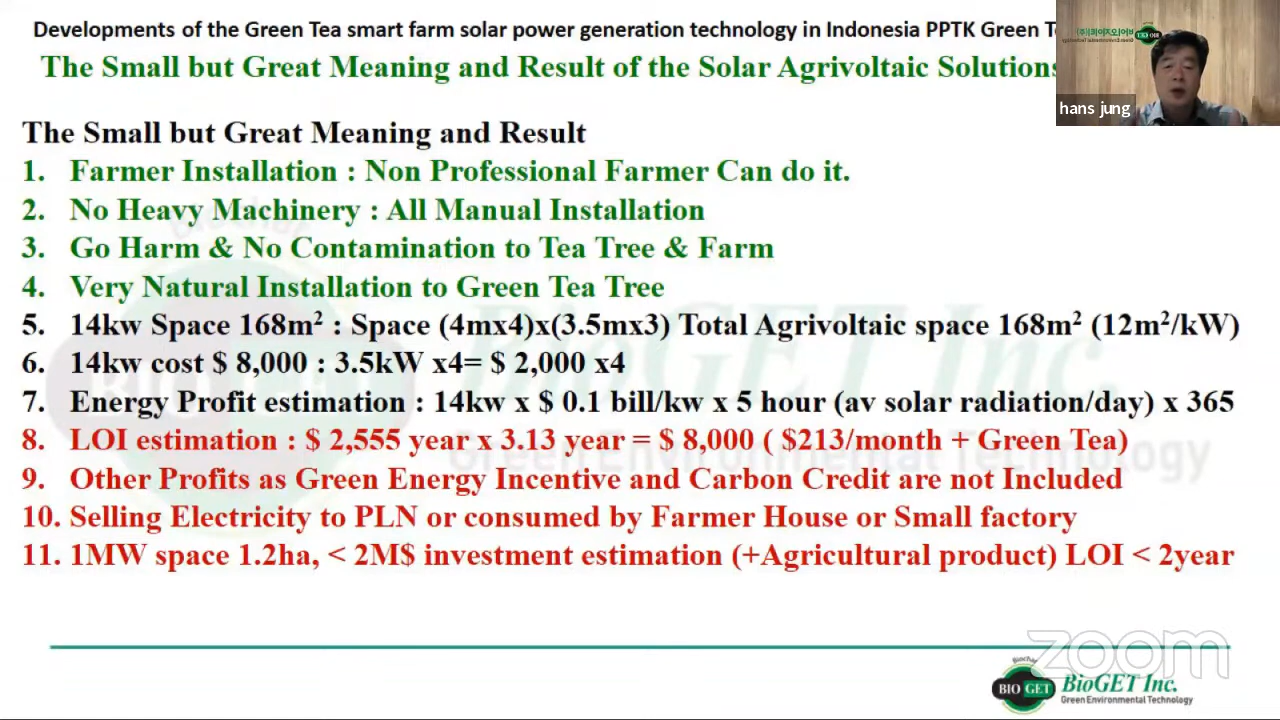 Developments of the Green Tea smart farm solar power generation technology in Indonesia PPTK Green
The Small but Great Meaning and Result of the Solar Agrivoltaic Solutions
hans jung
The Small but Great Meaning and Result
1. Farmer Installation : Non Professional Farmer Can do it.
2. No Heavy Machinery : All Manual Installation
3. Go Harm & No Contamination to Tea Tree & Farm
4. Very Natural Installation to Green Tea Tree
5. 14kw Space 168m² : Space (4mx4)x(3.5mx3) Total Agrivoltaic space 168m² (12m²/kW)
6. 14kw cost $ 8,000 : 3.5kW x4= $ 2,000 x4
7. Energy Profit estimation : 14kw x $ 0.1 bill/kw x 5 hour (av solar radiation/day) x 365
8. LOI estimation : $ 2,555 year x 3.13 year = $ 8,000 ( $213/month + Green Tea)
9. Other Profits as Green Energy Incentive and Carbon Credit are not Included
10. Selling Electricity to PLN or consumed by Farmer House or Small factory
11. 1MW space 1.2ha, < 2M$ investment estimation (+Agricultural product) LOI < 2year
BioGET Inc.
Green Environmental Technology
zoom
Biochar
BIO GET
BioGET Inc.
Green Environmental Technology